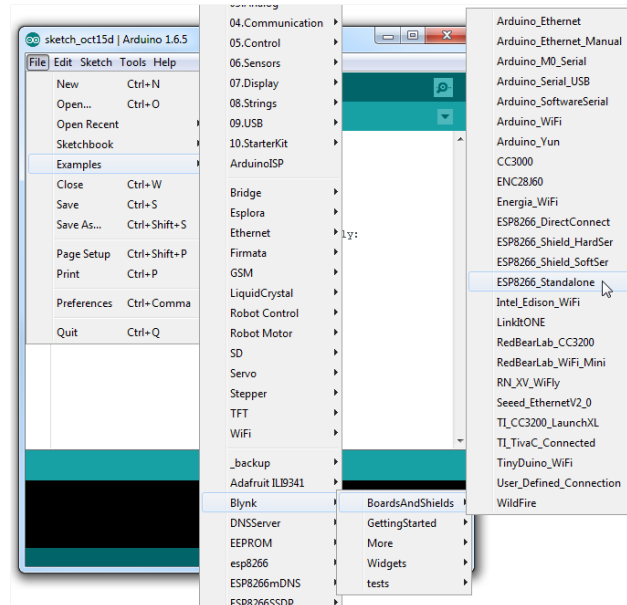 sketch_oct15d | Arduino 1.6.5
File Edit Sketch Tools Help
New Ctrl+N
Open... Ctrl+O
Open Recent
Sketchbook
Examples
Close Ctrl+W
Save Ctrl+S
Save As... Ctrl+Shift+S
Page Setup Ctrl+Shift+P
Print Ctrl+P
Preferences Ctrl+Comma
Quit Ctrl+Q
03.Analog
04.Communication
05.Control
06.Sensors
07.Display
08.Strings
09.USB
10.StarterKit
ArduinoISP
Bridge
Esplora
Ethernet
Firmata
GSM
LiquidCrystal
Robot Control
Robot Motor
SD
Servo
Stepper
TFT
WiFi
_backup
Adafruit ILI9341
Blynk
DNSServer
EEPROM
esp8266
ESP8266mDNS
ESP8266SSDP
ly:
BoardsAndShields
GettingStarted
More
Widgets
tests
Arduino_Ethernet
Arduino_Ethernet_Manual
Arduino_M0_Serial
Arduino_Serial_USB
Arduino_SoftwareSerial
Arduino_WiFi
Arduino_Yun
CC3000
ENC28J60
Energia_WiFi
ESP8266_DirectConnect
ESP8266_Shield_HardSer
ESP8266_Shield_SoftSer
ESP8266_Standalone
Intel_Edison_WiFi
LinkItONE
RedBearLab_CC3200
RedBearLab_WiFi_Mini
RN_XV_WiFly
Seeed_EthernetV2_0
TI_CC3200_LaunchXL
TI_TivaC_Connected
TinyDuino_WiFi
User_Defined_Connection
WildFire